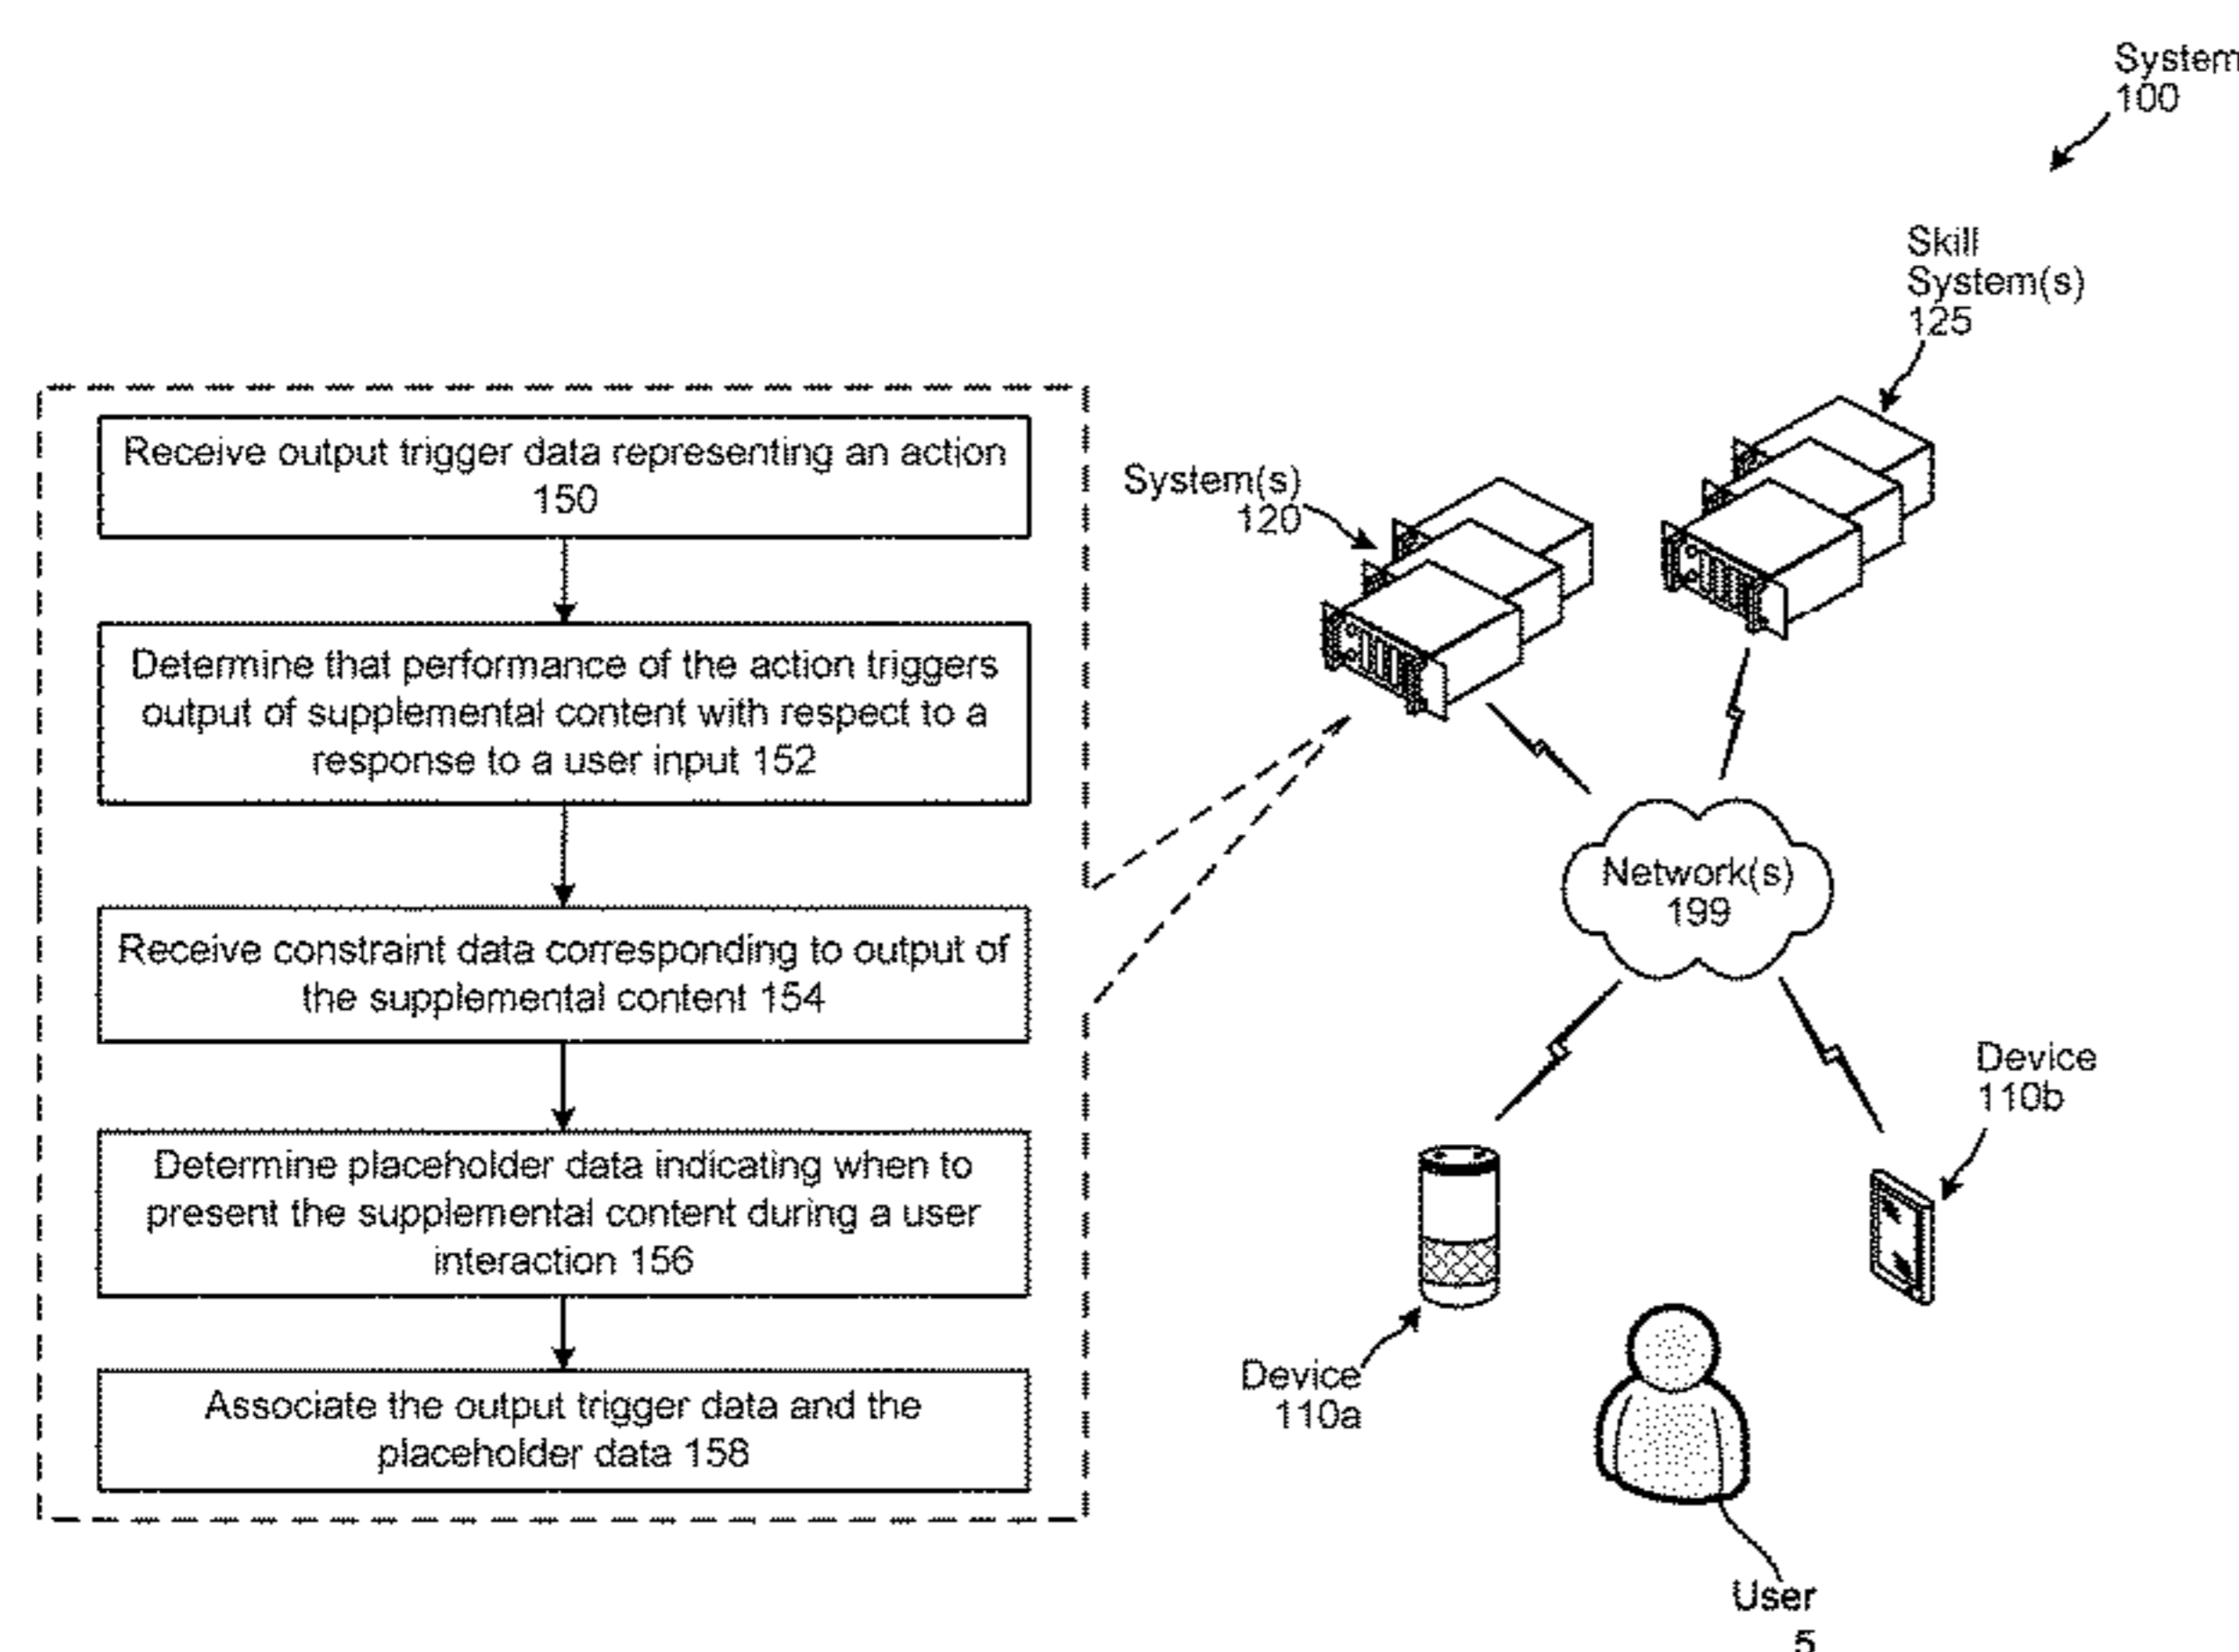 System
100
Skill
System(s)
125
System(s)
120
Receive output trigger data representing an action
150
Determine that performance of the action triggers
output of supplemental content with respect to a
response to a user input 152
Receive constraint data corresponding to output of
the supplemental content 154
Determine placeholder data indicating when to
present the supplemental content during a user
interaction 156
Associate the output trigger data and the
placeholder data 158
Network(s)
199
Device
110b
Device
110a
User
5